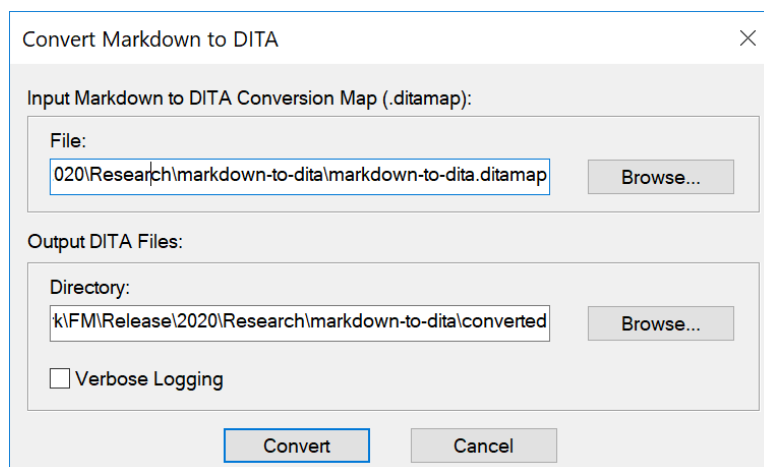 Convert Markdown to DITA
Input Markdown to DITA Conversion Map (.ditamap):
File:
020\Research\markdown-to-dita\markdown-to-dita.ditamap
Browse...
Output DITA Files:
Directory:
k\FM\Release\2020\Research\markdown-to-dita\converted
Browse...
Verbose Logging
Convert
Cancel